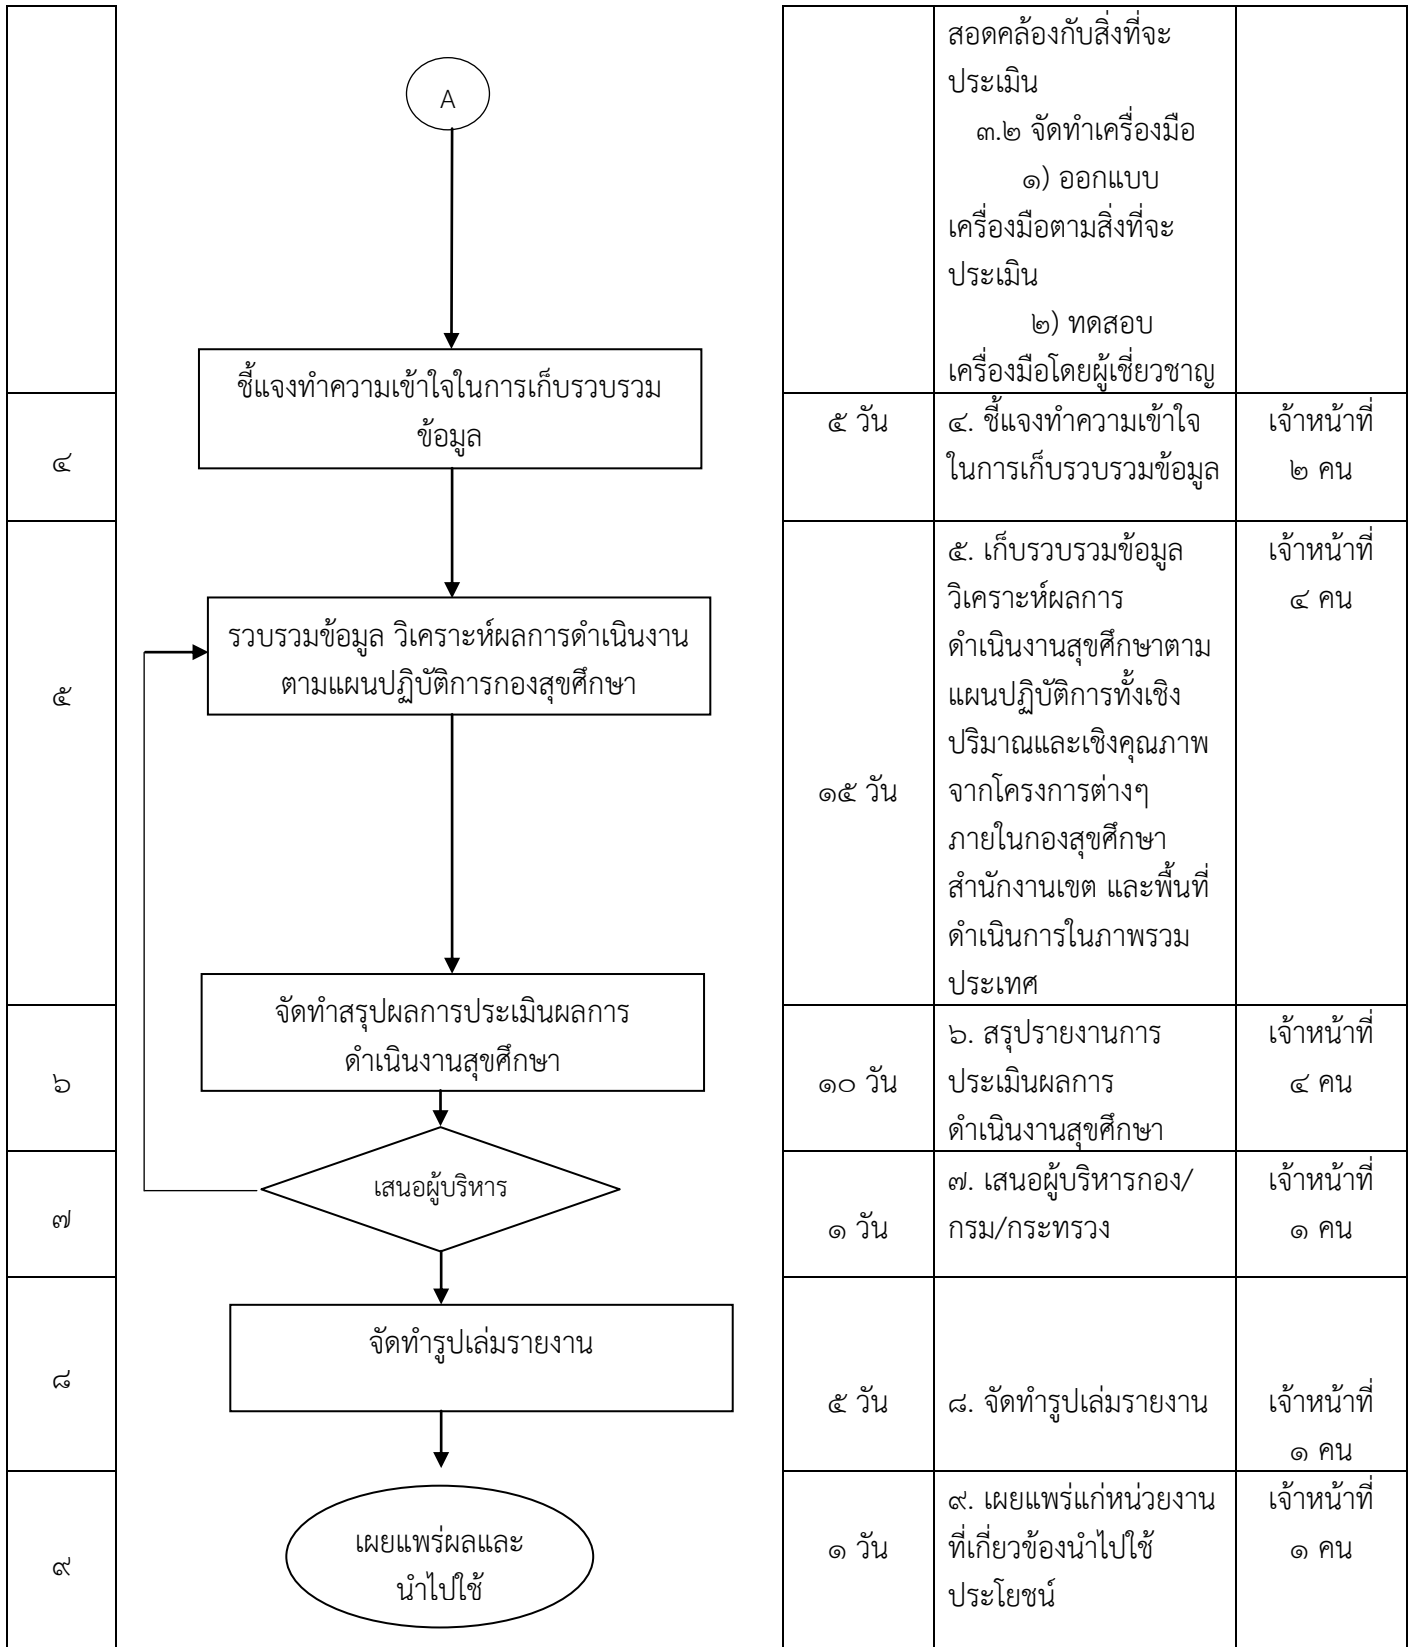 A
สอดคล้องกับสิ่งที่จะ
ประเมิน
๓.๒ จัดทำเครื่องมือ
๑) ออกแบบ
เครื่องมือตามสิ่งที่จะ
ประเมิน
๒) ทดสอบ
เครื่องมือโดยผู้เชี่ยวชาญ
๔
ชี้แจงทำความเข้าใจในการเก็บรวบรวม
ข้อมูล
๕ วัน
๔. ชี้แจงทำความเข้าใจ
ในการเก็บรวบรวมข้อมูล
เจ้าหน้าที่
๒ คน
๕
รวบรวมข้อมูล วิเคราะห์ผลการดำเนินงาน
ตามแผนปฏิบัติการกองสุขศึกษา
๑๕ วัน
๕. เก็บรวบรวมข้อมูล
วิเคราะห์ผลการ
ดำเนินงานสุขศึกษาตาม
แผนปฏิบัติการทั้งเชิง
ปริมาณและเชิงคุณภาพ
จากโครงการต่างๆ
ภายในกองสุขศึกษา
สำนักงานเขต และพื้นที่
ดำเนินการในภาพรวม
ประเทศ
เจ้าหน้าที่
๔ คน
๖
จัดทำสรุปผลการประเมินผลการ
ดำเนินงานสุขศึกษา
๑๐ วัน
๖. สรุปรายงานการ
ประเมินผลการ
ดำเนินงานสุขศึกษา
เจ้าหน้าที่
๔ คน
๗
เสนอผู้บริหาร
๑ วัน
๗. เสนอผู้บริหารกอง/
กรม/กระทรวง
เจ้าหน้าที่
๑ คน
๘
จัดทำรูปเล่มรายงาน
๕ วัน
๘. จัดทำรูปเล่มรายงาน
เจ้าหน้าที่
๑ คน
๙
เผยแพร่ผลและ
นำไปใช้
๑ วัน
๙. เผยแพร่แก่หน่วยงาน
ที่เกี่ยวข้องนำไปใช้
ประโยชน์
เจ้าหน้าที่
๑ คน